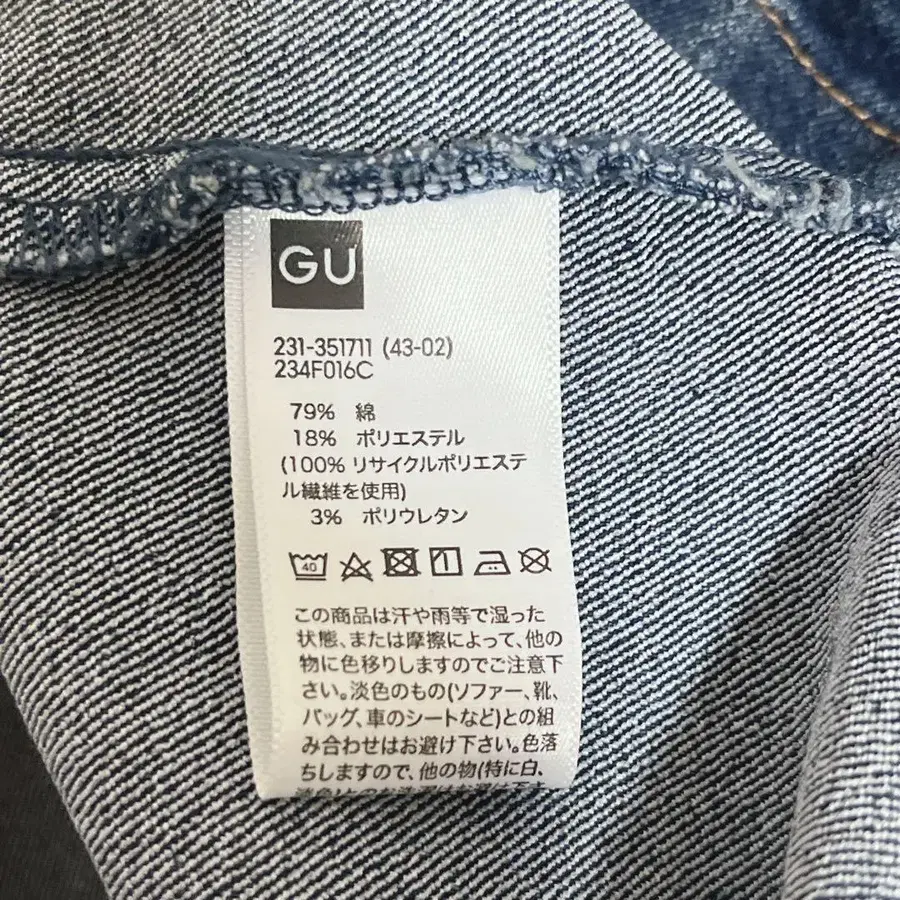 GU
231-351711 (43-02)
234F016C
79% 綿
18% ポリエステル
(100% リサイクルポリエステ
ル繊維を使用)
3% ポリウレタン
40
この商品は汗や雨等で湿った
状態、または摩擦によって、他の
物に色移りしますのでご注意下
さい。淡色のもの(ソファー、靴、
バッグ、車のシートなど)との組
み合わせはお避け下さい。色落
ちしますので、他の物(特に白、